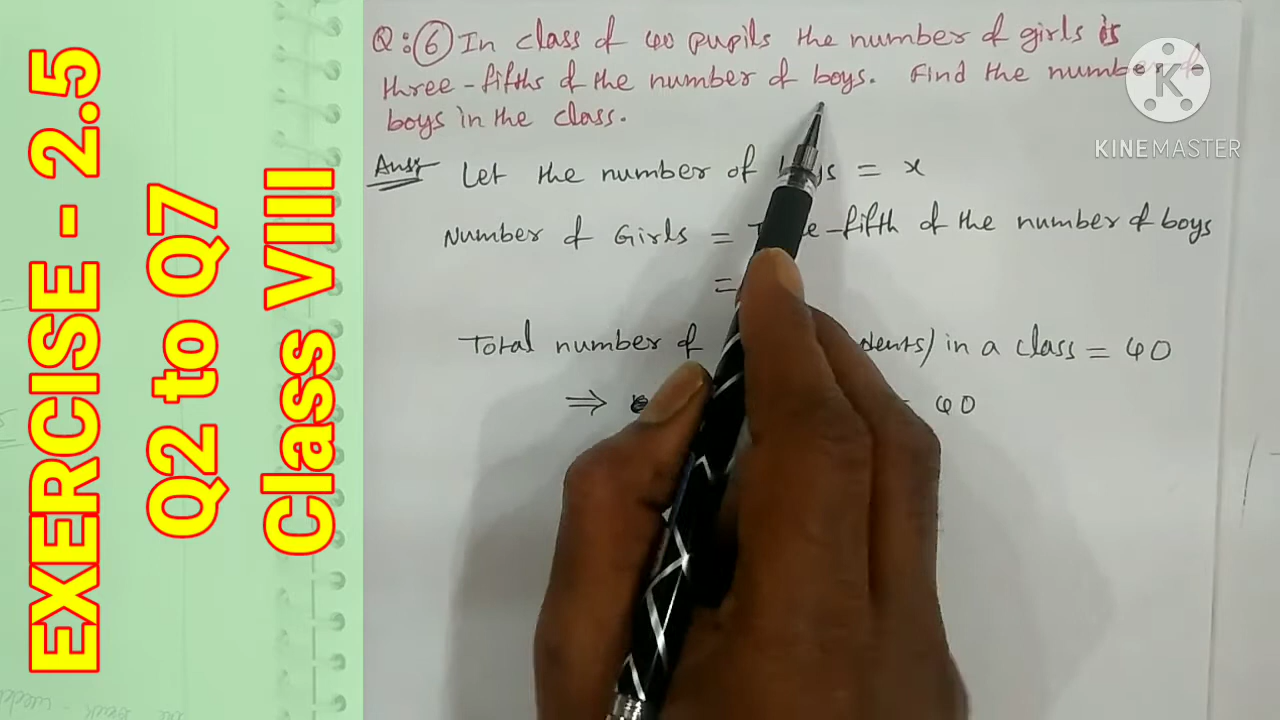 EXERCISE - 2.5
Q2 to Q7
Class VIII
Q:⑥ In class of 40 pupils the number of girls is
three-fifths of the number of boys. Find the number of
boys in the class.
Ans:
Let the number of = x
Number of Girls = -fifth of the number of boys
=
Total number of in a class = 40
⇒ 40
K
KINEMASTER